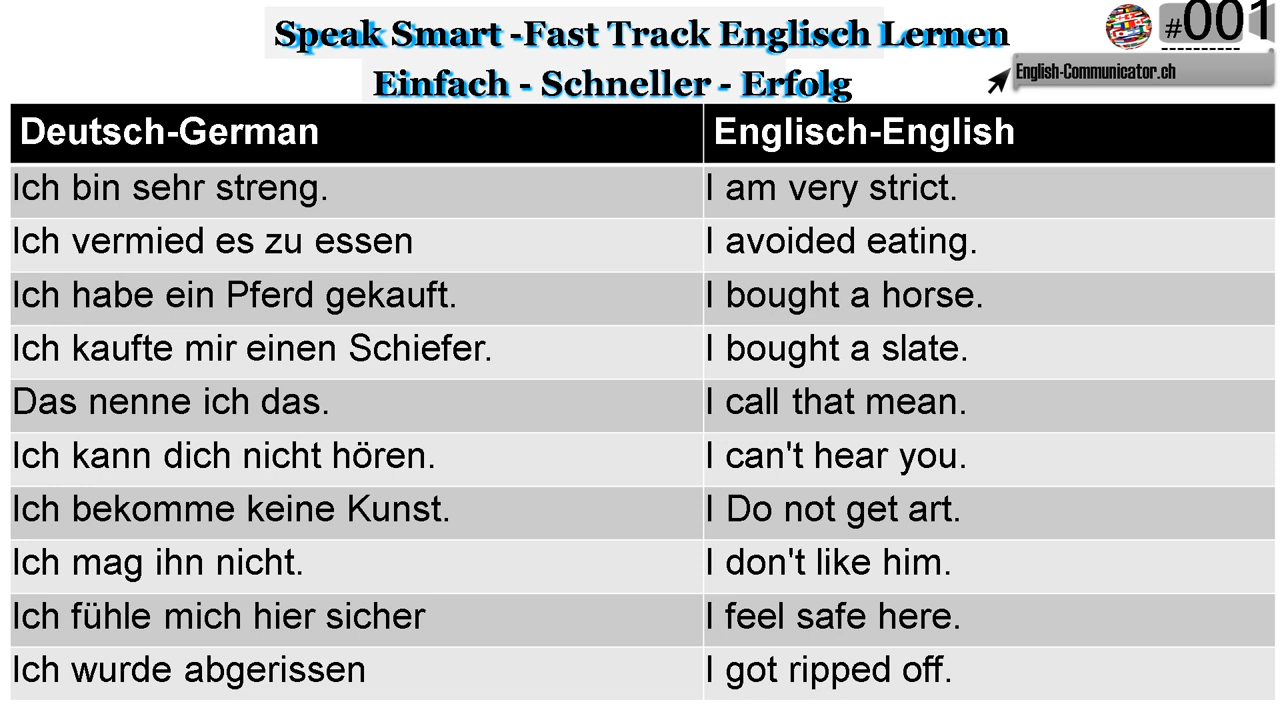 Speak Smart -Fast Track Englisch Lernen
Einfach - Schneller - Erfolg
#001
English-Communicator.ch
Deutsch-German Englisch-English
Ich bin sehr streng. I am very strict.
Ich vermied es zu essen I avoided eating.
Ich habe ein Pferd gekauft. I bought a horse.
Ich kaufte mir einen Schiefer. I bought a slate.
Das nenne ich das. I call that mean.
Ich kann dich nicht hören. I can't hear you.
Ich bekomme keine Kunst. I Do not get art.
Ich mag ihn nicht. I don't like him.
Ich fühle mich hier sicher I feel safe here.
Ich wurde abgerissen I got ripped off.